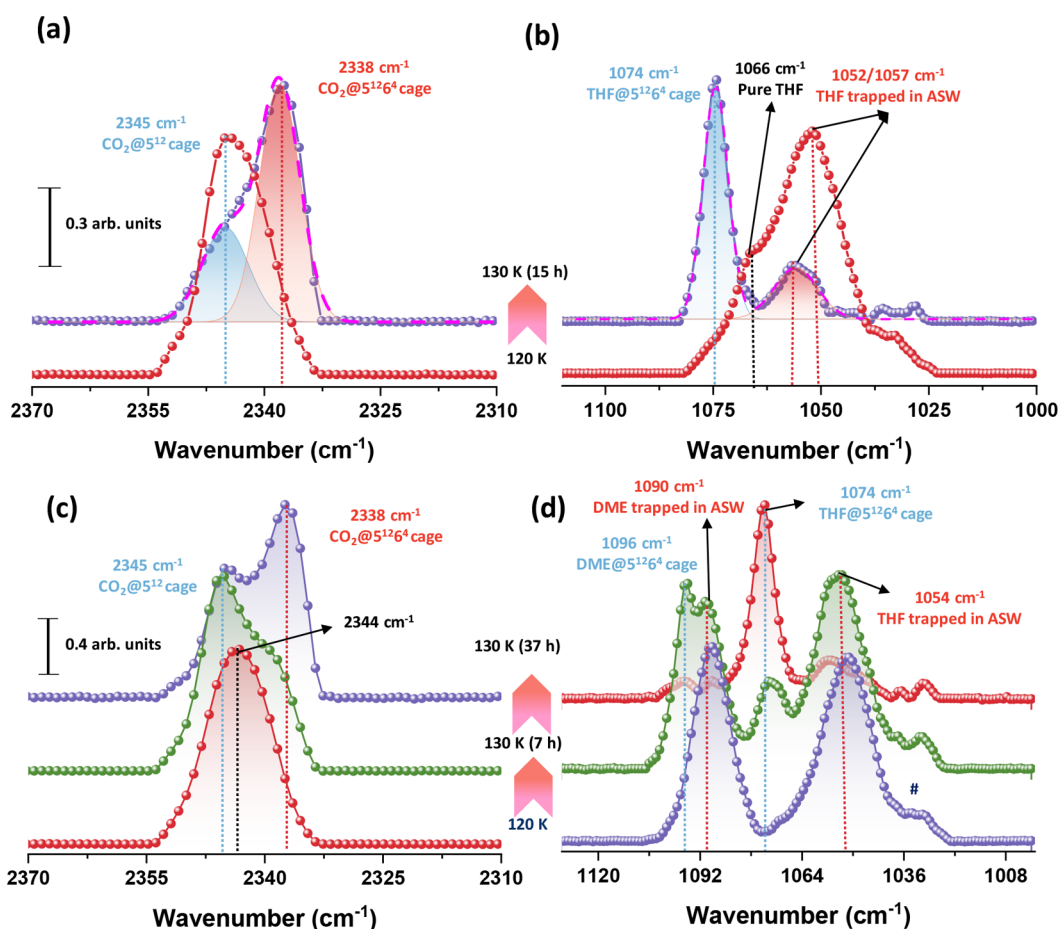 (a)
2338 cm⁻¹
CO₂@5¹²6⁴ cage
2345 cm⁻¹
CO₂@5¹² cage
0.3 arb. units
2370 2355 2340 2325 2310
Wavenumber (cm⁻¹)
130 K (15 h)
120 K
(b)
1074 cm⁻¹
THF@5¹²6⁴ cage
1066 cm⁻¹
Pure THF
1052/1057 cm⁻¹
THF trapped in ASW
1100 1075 1050 1025 1000
Wavenumber (cm⁻¹)
(c)
2338 cm⁻¹
CO₂@5¹²6⁴ cage
2345 cm⁻¹
CO₂@5¹² cage
2344 cm⁻¹
0.4 arb. units
2370 2355 2340 2325 2310
Wavenumber (cm⁻¹)
130 K (37 h)
130 K (7 h)
120 K
(d)
1090 cm⁻¹
DME trapped in ASW
1096 cm⁻¹
DME@5¹²6⁴ cage
1074 cm⁻¹
THF@5¹²6⁴ cage
1054 cm⁻¹
THF trapped in ASW
#
1120 1092 1064 1036 1008
Wavenumber (cm⁻¹)